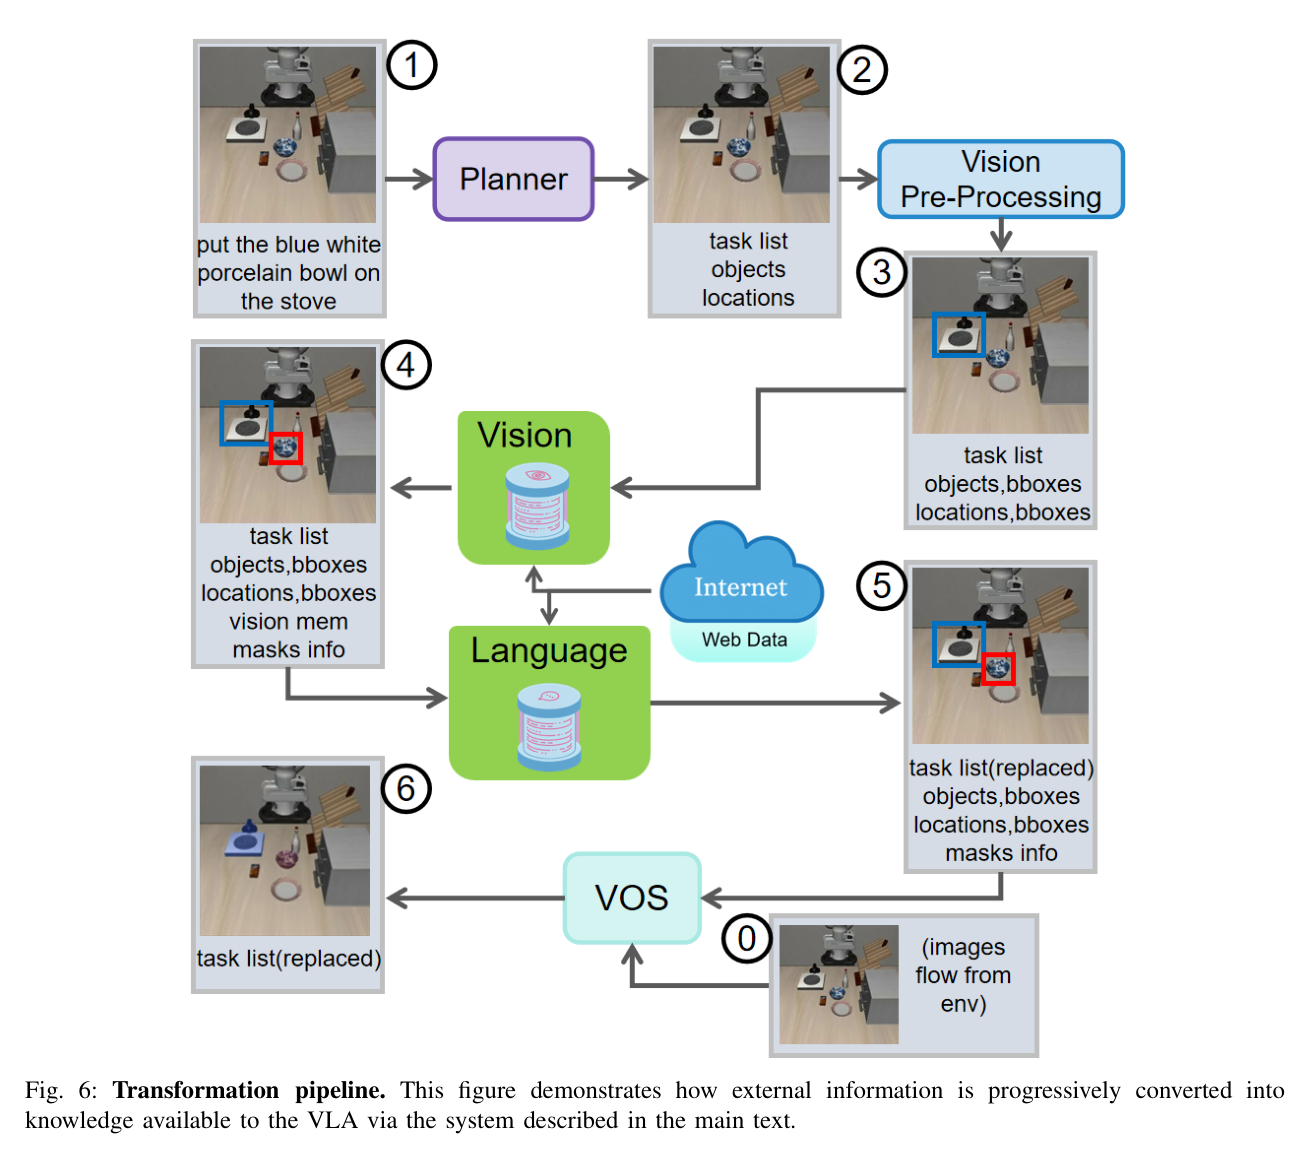 1
put the blue white
porcelain bowl on
the stove
Planner
2
task list
objects
locations
Vision
Pre-Processing
3
task list
objects,bboxes
locations,bboxes
4
task list
objects,bboxes
locations,bboxes
vision mem
masks info
Vision
Internet
Web Data
Language
5
task list(replaced)
objects,bboxes
locations,bboxes
masks info
6
task list(replaced)
VOS
0
(images
flow from
env)
Fig. 6: Transformation pipeline. This figure demonstrates how external information is progressively converted into
knowledge available to the VLA via the system described in the main text.